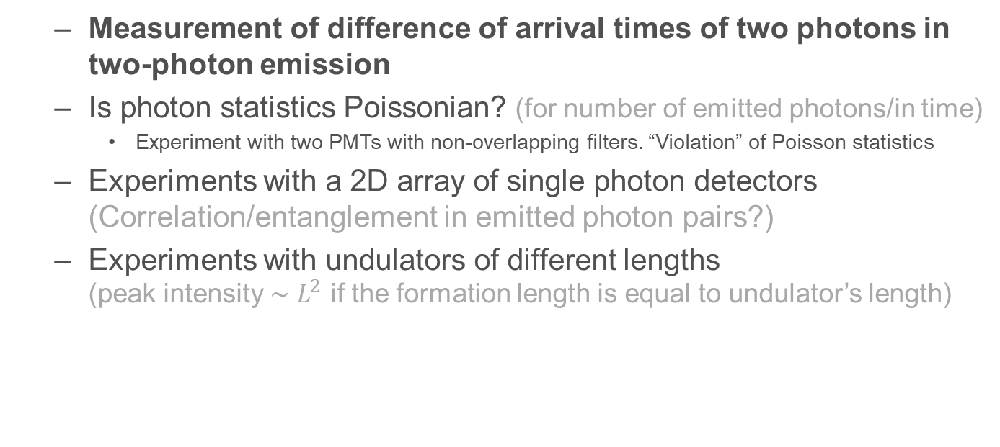 – Measurement of difference of arrival times of two photons in
two-photon emission
– Is photon statistics Poissonian? (for number of emitted photons/in time)
• Experiment with two PMTs with non-overlapping filters. “Violation” of Poisson statistics
– Experiments with a 2D array of single photon detectors
(Correlation/entanglement in emitted photon pairs?)
– Experiments with undulators of different lengths
(peak intensity ~ L² if the formation length is equal to undulator’s length)